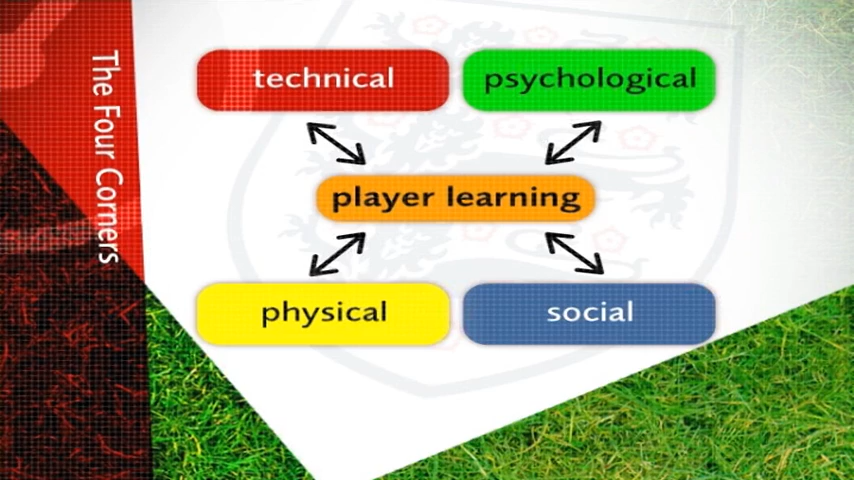 The Four Corners
technical
psychological
player learning
physical
social